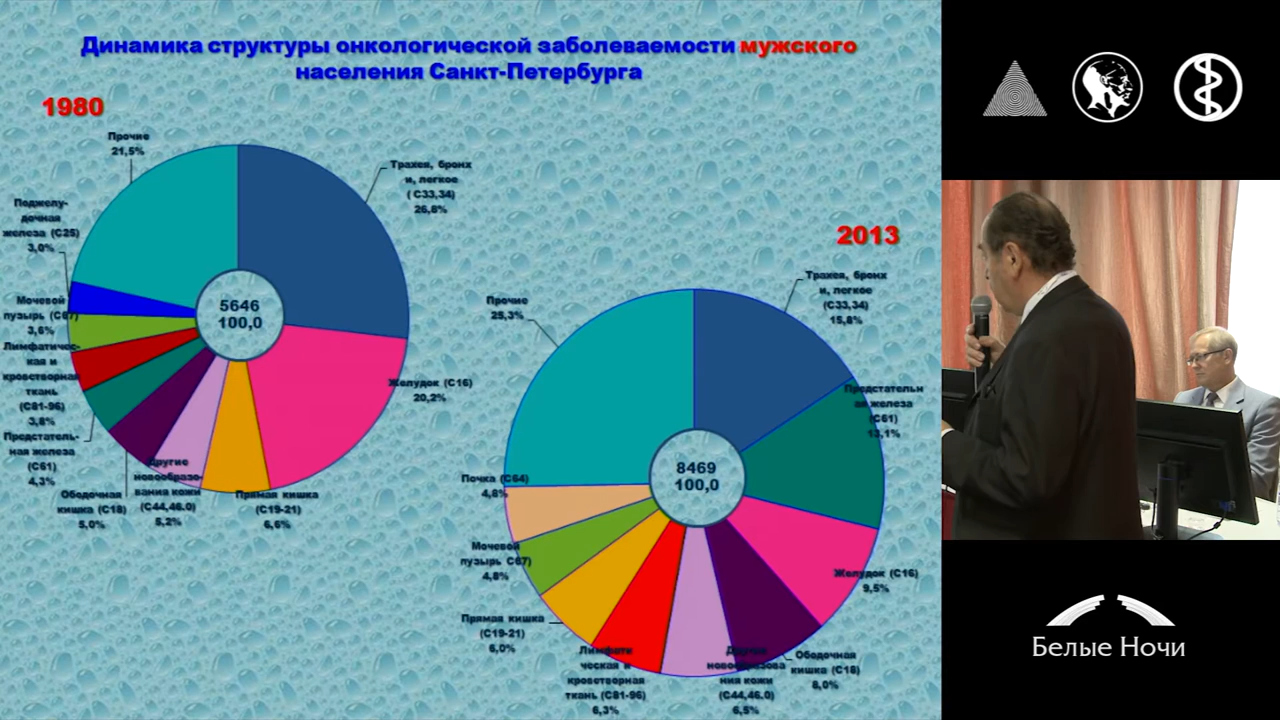 Динамика структуры онкологической заболеваемости мужского
населения Санкт-Петербурга
1980
Прочие
21,5%
Трахея, бронх
и, легкое
( С33,34)
26,8%
Поджелу-
дочная
железа (С25)
3,0%
Мочевой
пузырь (С67)
3,6%
Лимфатичес-
кая и
кроветворная
ткань
(С81-96)
3,8%
Предстатель-
ная железа
(С61)
4,3%
Ободочная
кишка (С18)
5,0%
Другие
новообразо-
вания кожи
(С44,46.0)
5,2%
Прямая кишка
(С19-21)
6,6%
Желудок (С16)
20,2%
5646
100,0
2013
Прочие
25,3%
Трахея, бронх
и, легкое
(С33,34)
15,8%
Предстательн
ая железа
(С61)
13,1%
Желудок (С16)
9,5%
Ободочная
кишка (С18)
8,0%
Другие
новообразова
ния кожи
(С44,46.0)
6,5%
Лимфати
ческая и
кроветворная
ткань (С81-96)
6,3%
Прямая кишка
(С19-21)
6,0%
Мочевой
пузырь С67)
4,8%
Почка (С64)
4,8%
8469
100,0
Белые Ночи